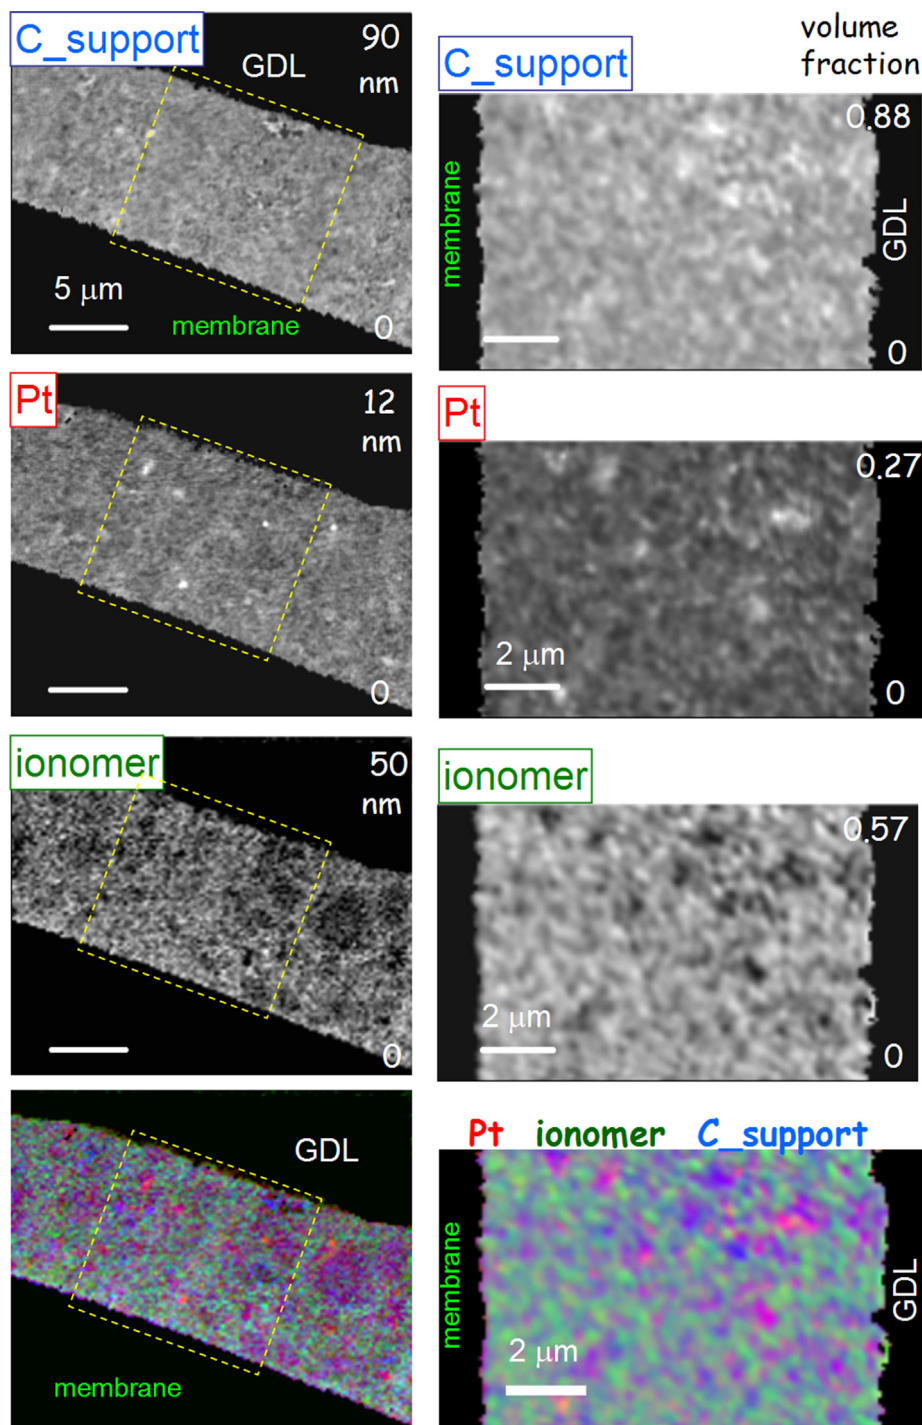 C_support
90
nm
GDL
5 μm
membrane
0
volume
fraction
C_support
0.88
membrane
GDL
0
Pt
12
nm
0
Pt
0.27
2 μm
0
ionomer
50
nm
0
ionomer
0.57
2 μm
0
GDL
membrane
Pt ionomer C_support
membrane
GDL
2 μm